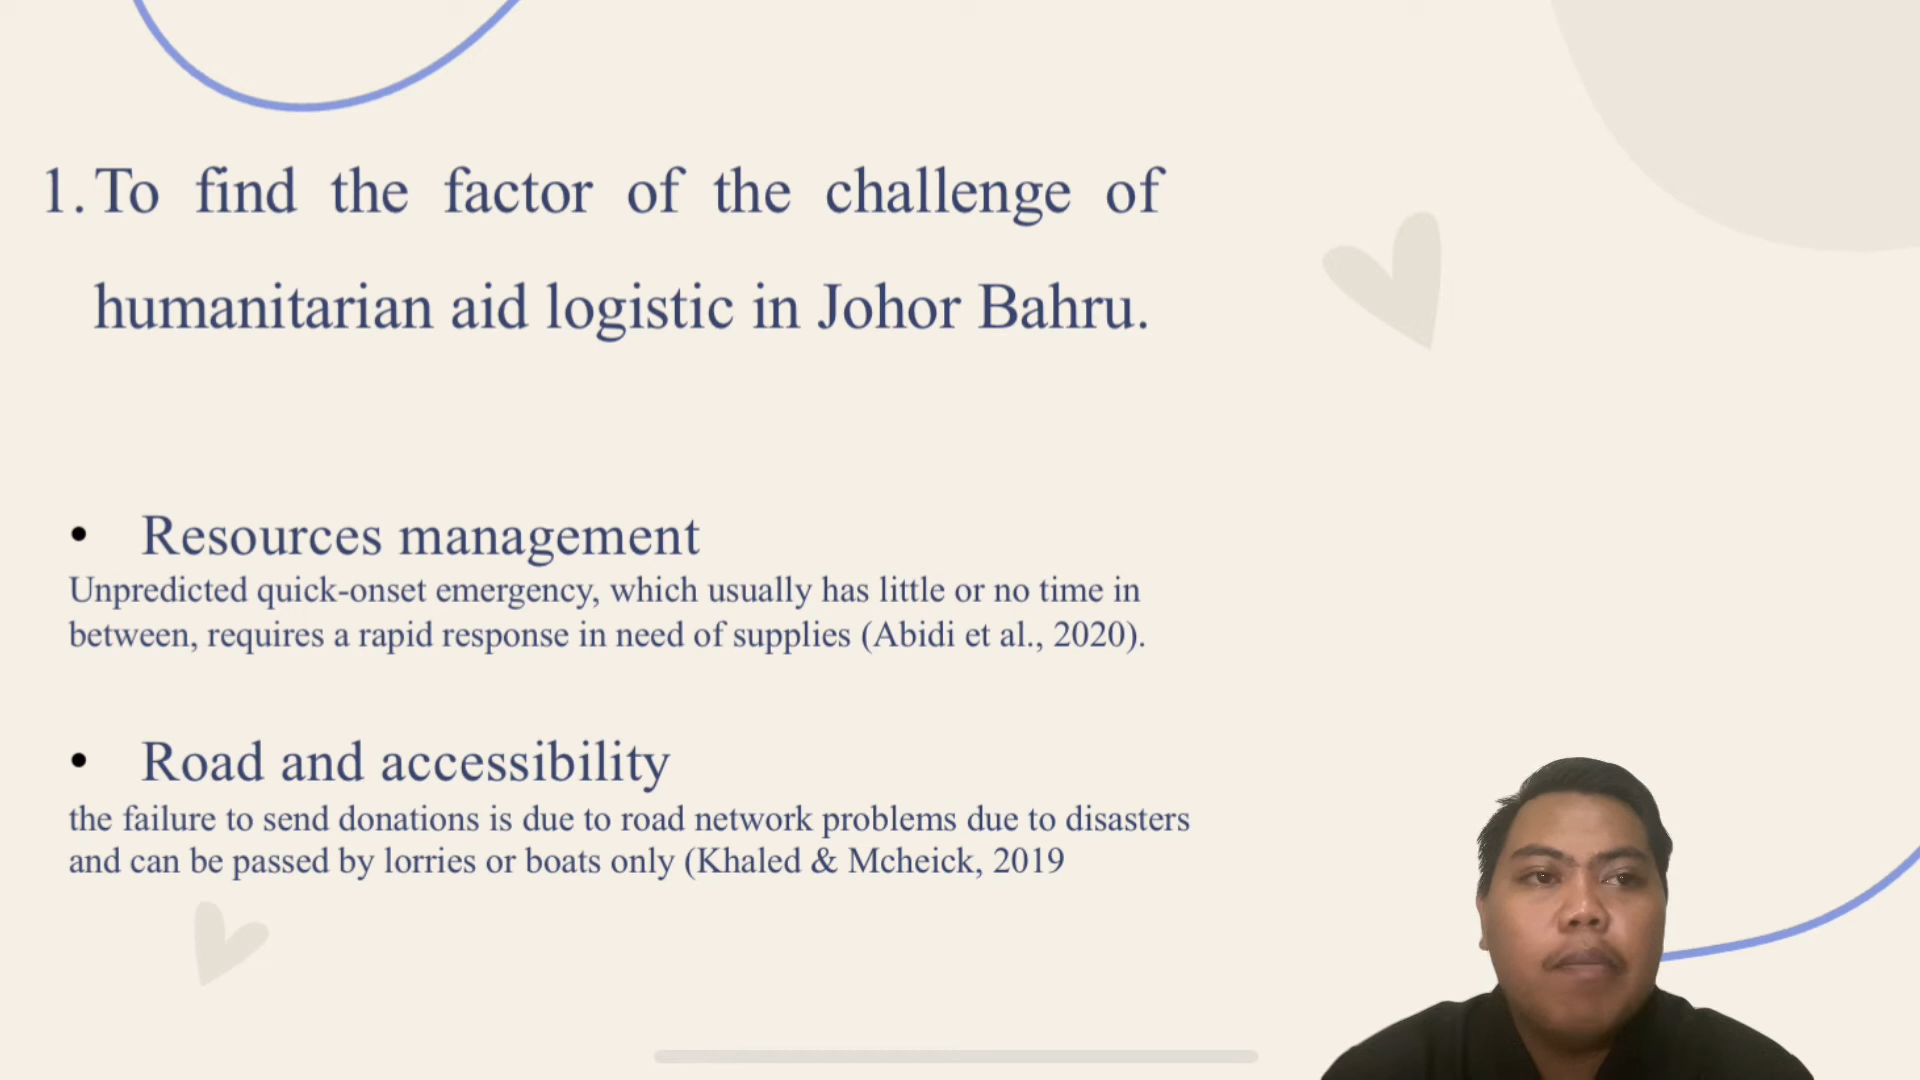 1. To find the factor of the challenge of
humanitarian aid logistic in Johor Bahru.
• Resources management
Unpredicted quick-onset emergency, which usually has little or no time in
between, requires a rapid response in need of supplies (Abidi et al., 2020).
• Road and accessibility
the failure to send donations is due to road network problems due to disasters
and can be passed by lorries or boats only (Khaled & Mcheick, 2019